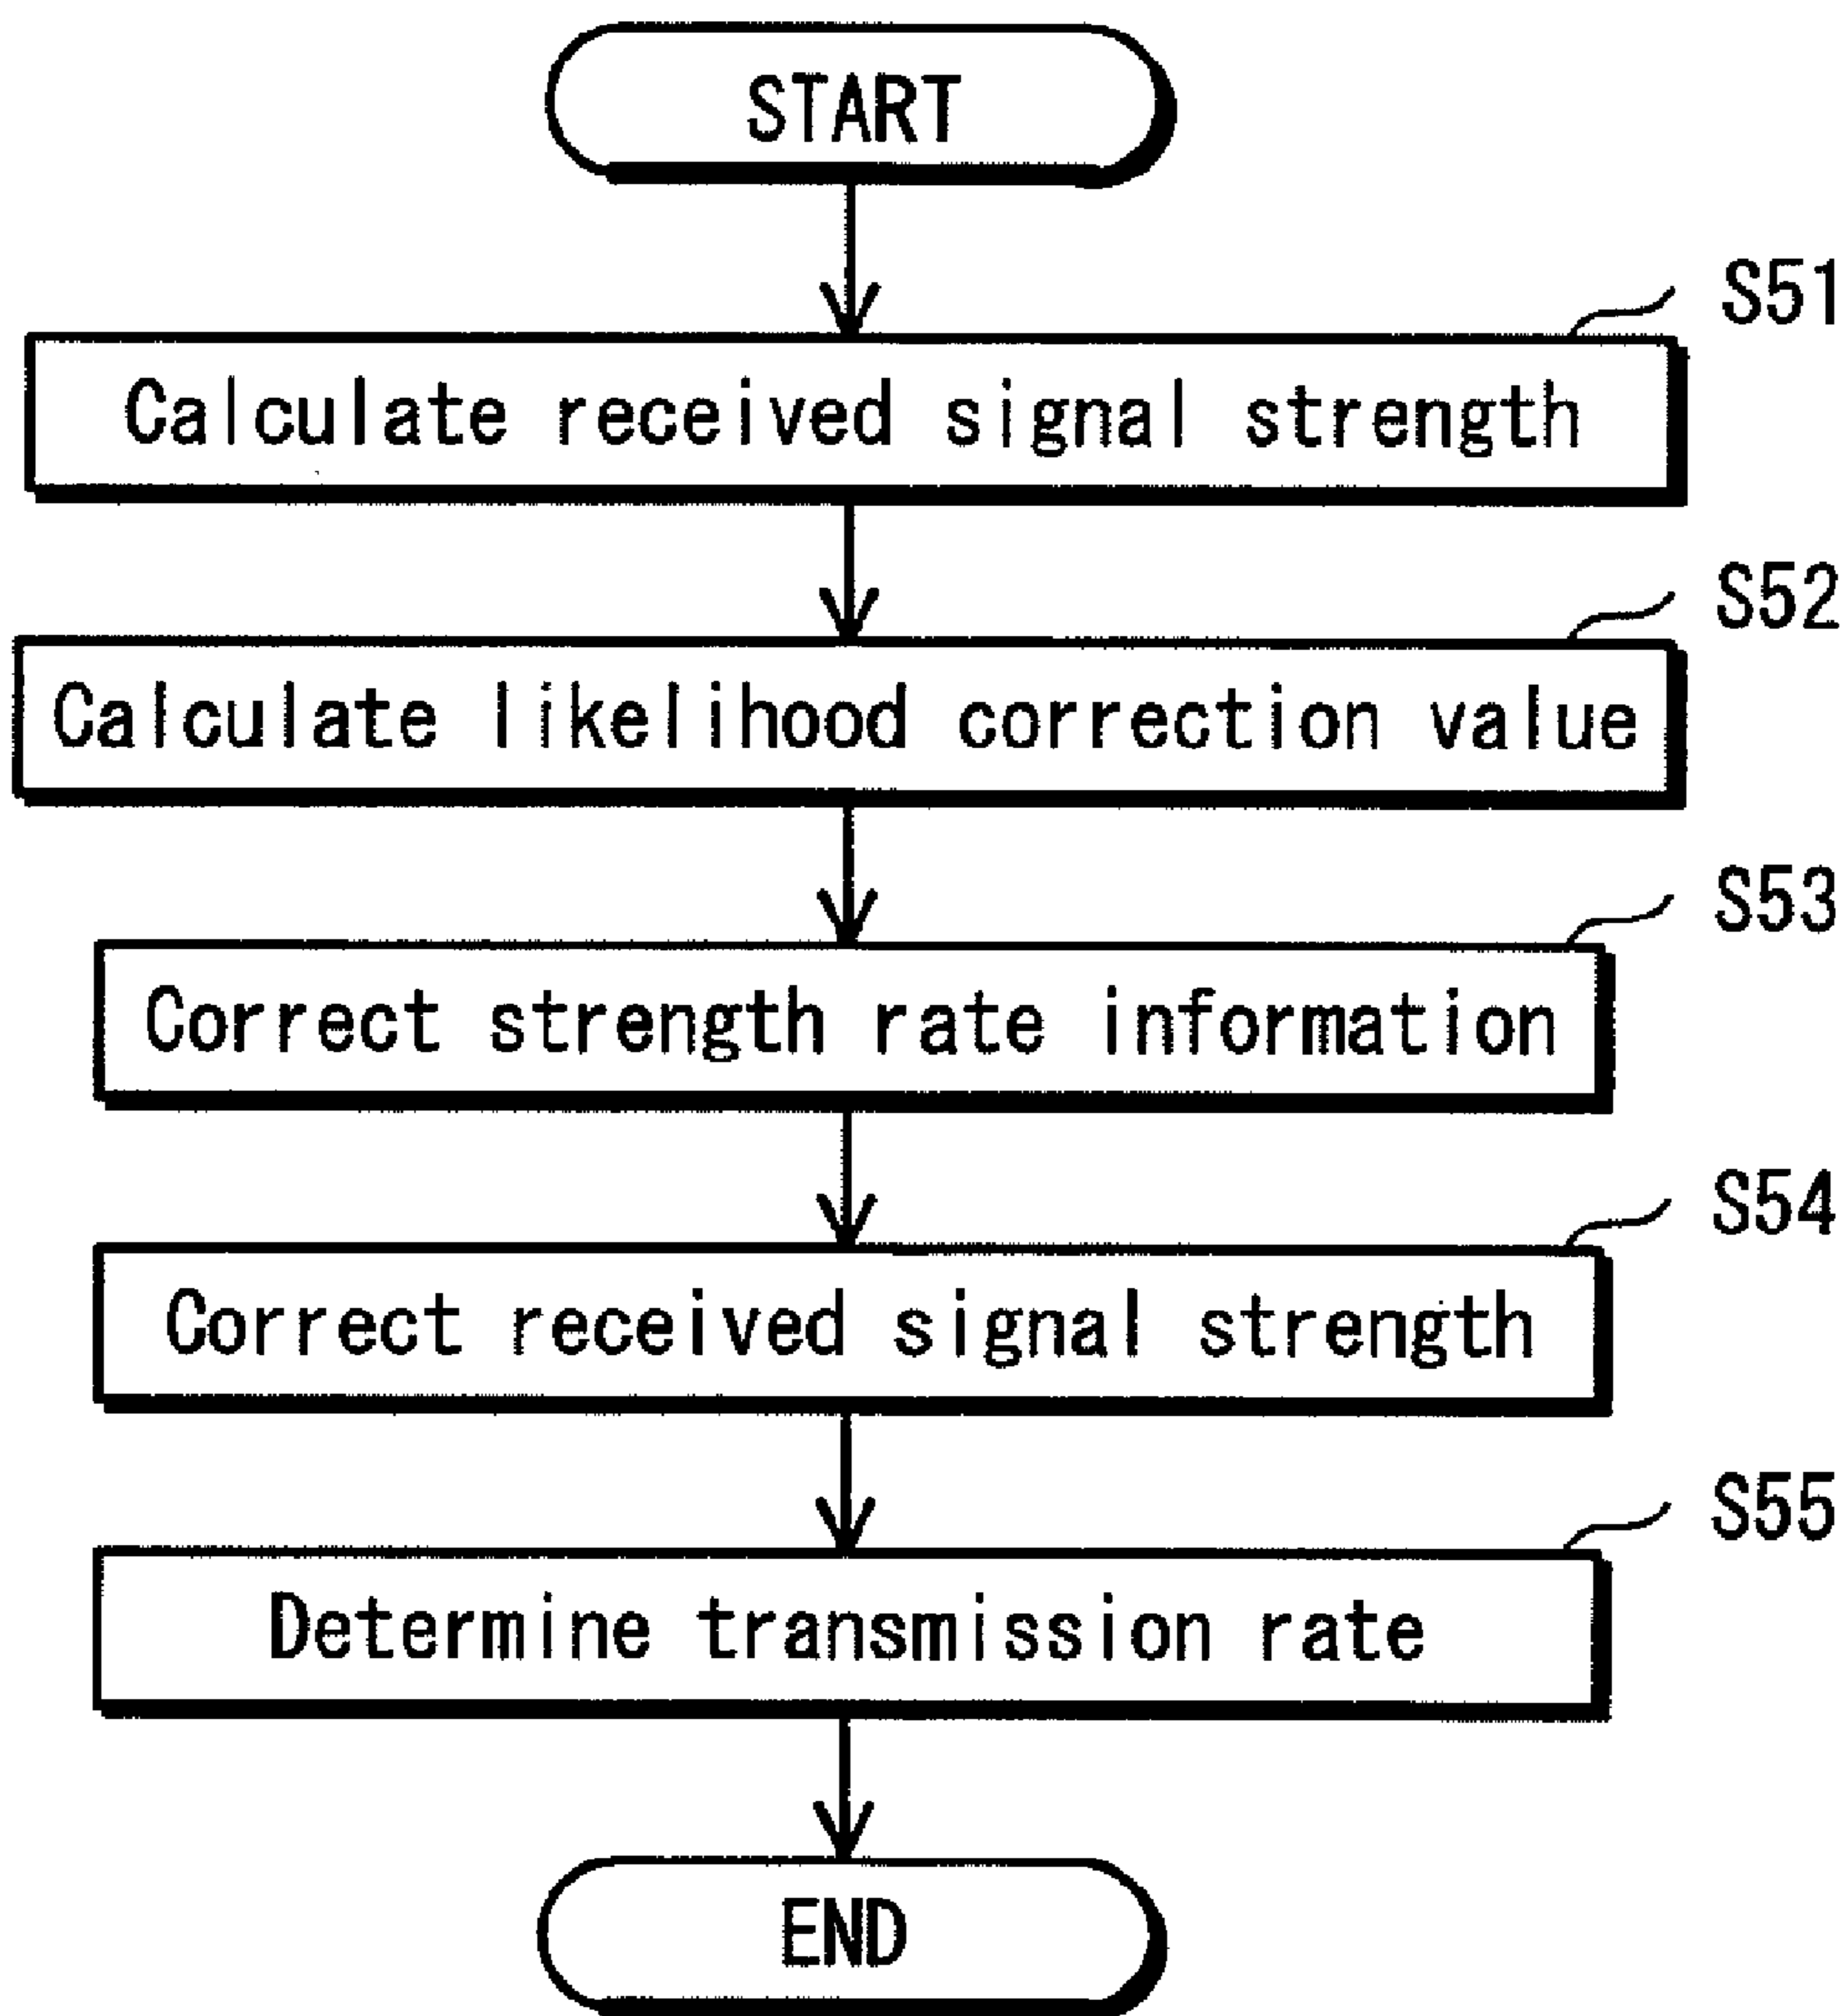 START
S51
Calculate received signal strength
S52
Calculate likelihood correction value
S53
Correct strength rate information
S54
Correct received signal strength
S55
Determine transmission rate
END